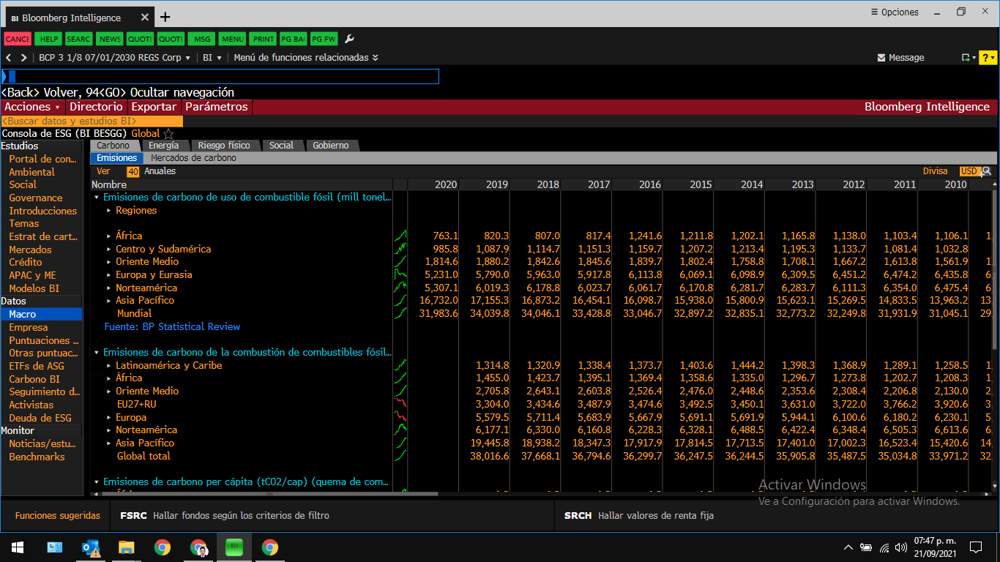 BI Bloomberg Intelligence × +
Opciones
CANCE HELP SEARC NEWS QUOTE QUOTE MSG MENU PRINT PG BA PG FW
BCP 3 1/8 07/01/2030 REGS Corp BI Menú de funciones relacionadas Message ?
<Back> Volver, 94<GO> Ocultar navegación
Acciones Directorio Exportar Parámetros Bloomberg Intelligence
<Buscar datos y estudios BI>
Consola de ESG (BI BESGG) Global
Estudios
Portal de con...
Ambiental
Social
Governance
Introducciones
Temas
Estrat de cart...
Mercados
Crédito
APAC y ME
Modelos BI
Datos
Macro
Empresa
Puntuaciones ...
Otras puntuac...
ETFs de ASG
Carbono BI
Seguimiento d...
Activistas
Deuda de ESG
Monitor
Noticias/estu...
Benchmarks
Carbono Energía Riesgo físico Social Gobierno
Emisiones Mercados de carbono
Ver 40 Anuales Divisa USD
Nombre 2020 2019 2018 2017 2016 2015 2014 2013 2012 2011 2010
Emisiones de carbono de uso de combustible fósil (mill tonel...
Regiones
África 763.1 820.3 807.0 817.4 1,241.6 1,211.8 1,202.1 1,165.8 1,138.0 1,103.4 1,106.1 1
Centro y Sudamérica 985.8 1,087.9 1,114.7 1,151.3 1,159.7 1,207.2 1,213.4 1,195.3 1,133.7 1,081.4 1,032.8
Oriente Medio 1,814.6 1,880.2 1,842.6 1,845.6 1,839.7 1,802.4 1,758.8 1,708.1 1,667.2 1,613.8 1,561.9 1
Europa y Eurasia 5,231.0 5,790.0 5,963.0 5,917.8 6,113.8 6,069.1 6,098.9 6,309.5 6,451.2 6,474.2 6,435.8 6
Norteamérica 5,307.1 6,019.3 6,178.8 6,023.7 6,061.7 6,170.8 6,281.7 6,283.7 6,111.3 6,354.0 6,475.4 6
Asia Pacífico 16,732.0 17,155.3 16,873.2 16,454.1 16,098.7 15,938.0 15,800.9 15,623.1 15,269.5 14,833.5 13,963.2 13
Mundial 31,983.6 34,039.8 34,046.1 33,428.8 33,046.7 32,897.2 32,835.1 32,773.2 32,249.8 31,931.9 31,045.1 29
Fuente: BP Statistical Review
Emisiones de carbono de la combustión de combustibles fósil...
Latinoamérica y Caribe 1,314.8 1,320.9 1,338.4 1,373.7 1,403.6 1,444.2 1,398.3 1,368.9 1,289.1 1,258.5 1
África 1,455.0 1,423.7 1,395.1 1,369.4 1,358.6 1,335.0 1,296.7 1,273.8 1,202.7 1,208.3 1
Oriente Medio 2,705.8 2,643.1 2,603.8 2,526.4 2,476.0 2,448.6 2,353.6 2,308.4 2,206.8 2,130.0 2
EU27+RU 3,304.0 3,434.6 3,487.9 3,474.6 3,492.5 3,450.1 3,631.0 3,722.0 3,766.2 3,920.6 3
Europa 5,579.5 5,711.4 5,683.9 5,667.9 5,691.1 5,691.9 5,944.1 6,100.6 6,180.2 6,230.1 5
Norteamérica 6,177.1 6,330.0 6,160.8 6,228.3 6,328.1 6,488.5 6,422.4 6,348.4 6,505.3 6,613.6 6
Asia Pacífico 19,445.8 18,938.2 18,347.3 17,917.9 17,814.5 17,713.5 17,401.0 17,002.3 16,523.4 15,420.6 14
Global total 38,016.6 37,668.1 36,794.6 36,299.7 36,247.5 36,244.5 35,905.8 35,487.5 35,034.8 33,971.2 32
Emisiones de carbono per cápita (tCO2/cap) (quema de com...
Activar Windows
Ve a Configuración para activar Windows.
Funciones sugeridas FSRC Hallar fondos según los criterios de filtro SRCH Hallar valores de renta fija
07:47 p. m.
21/09/2021